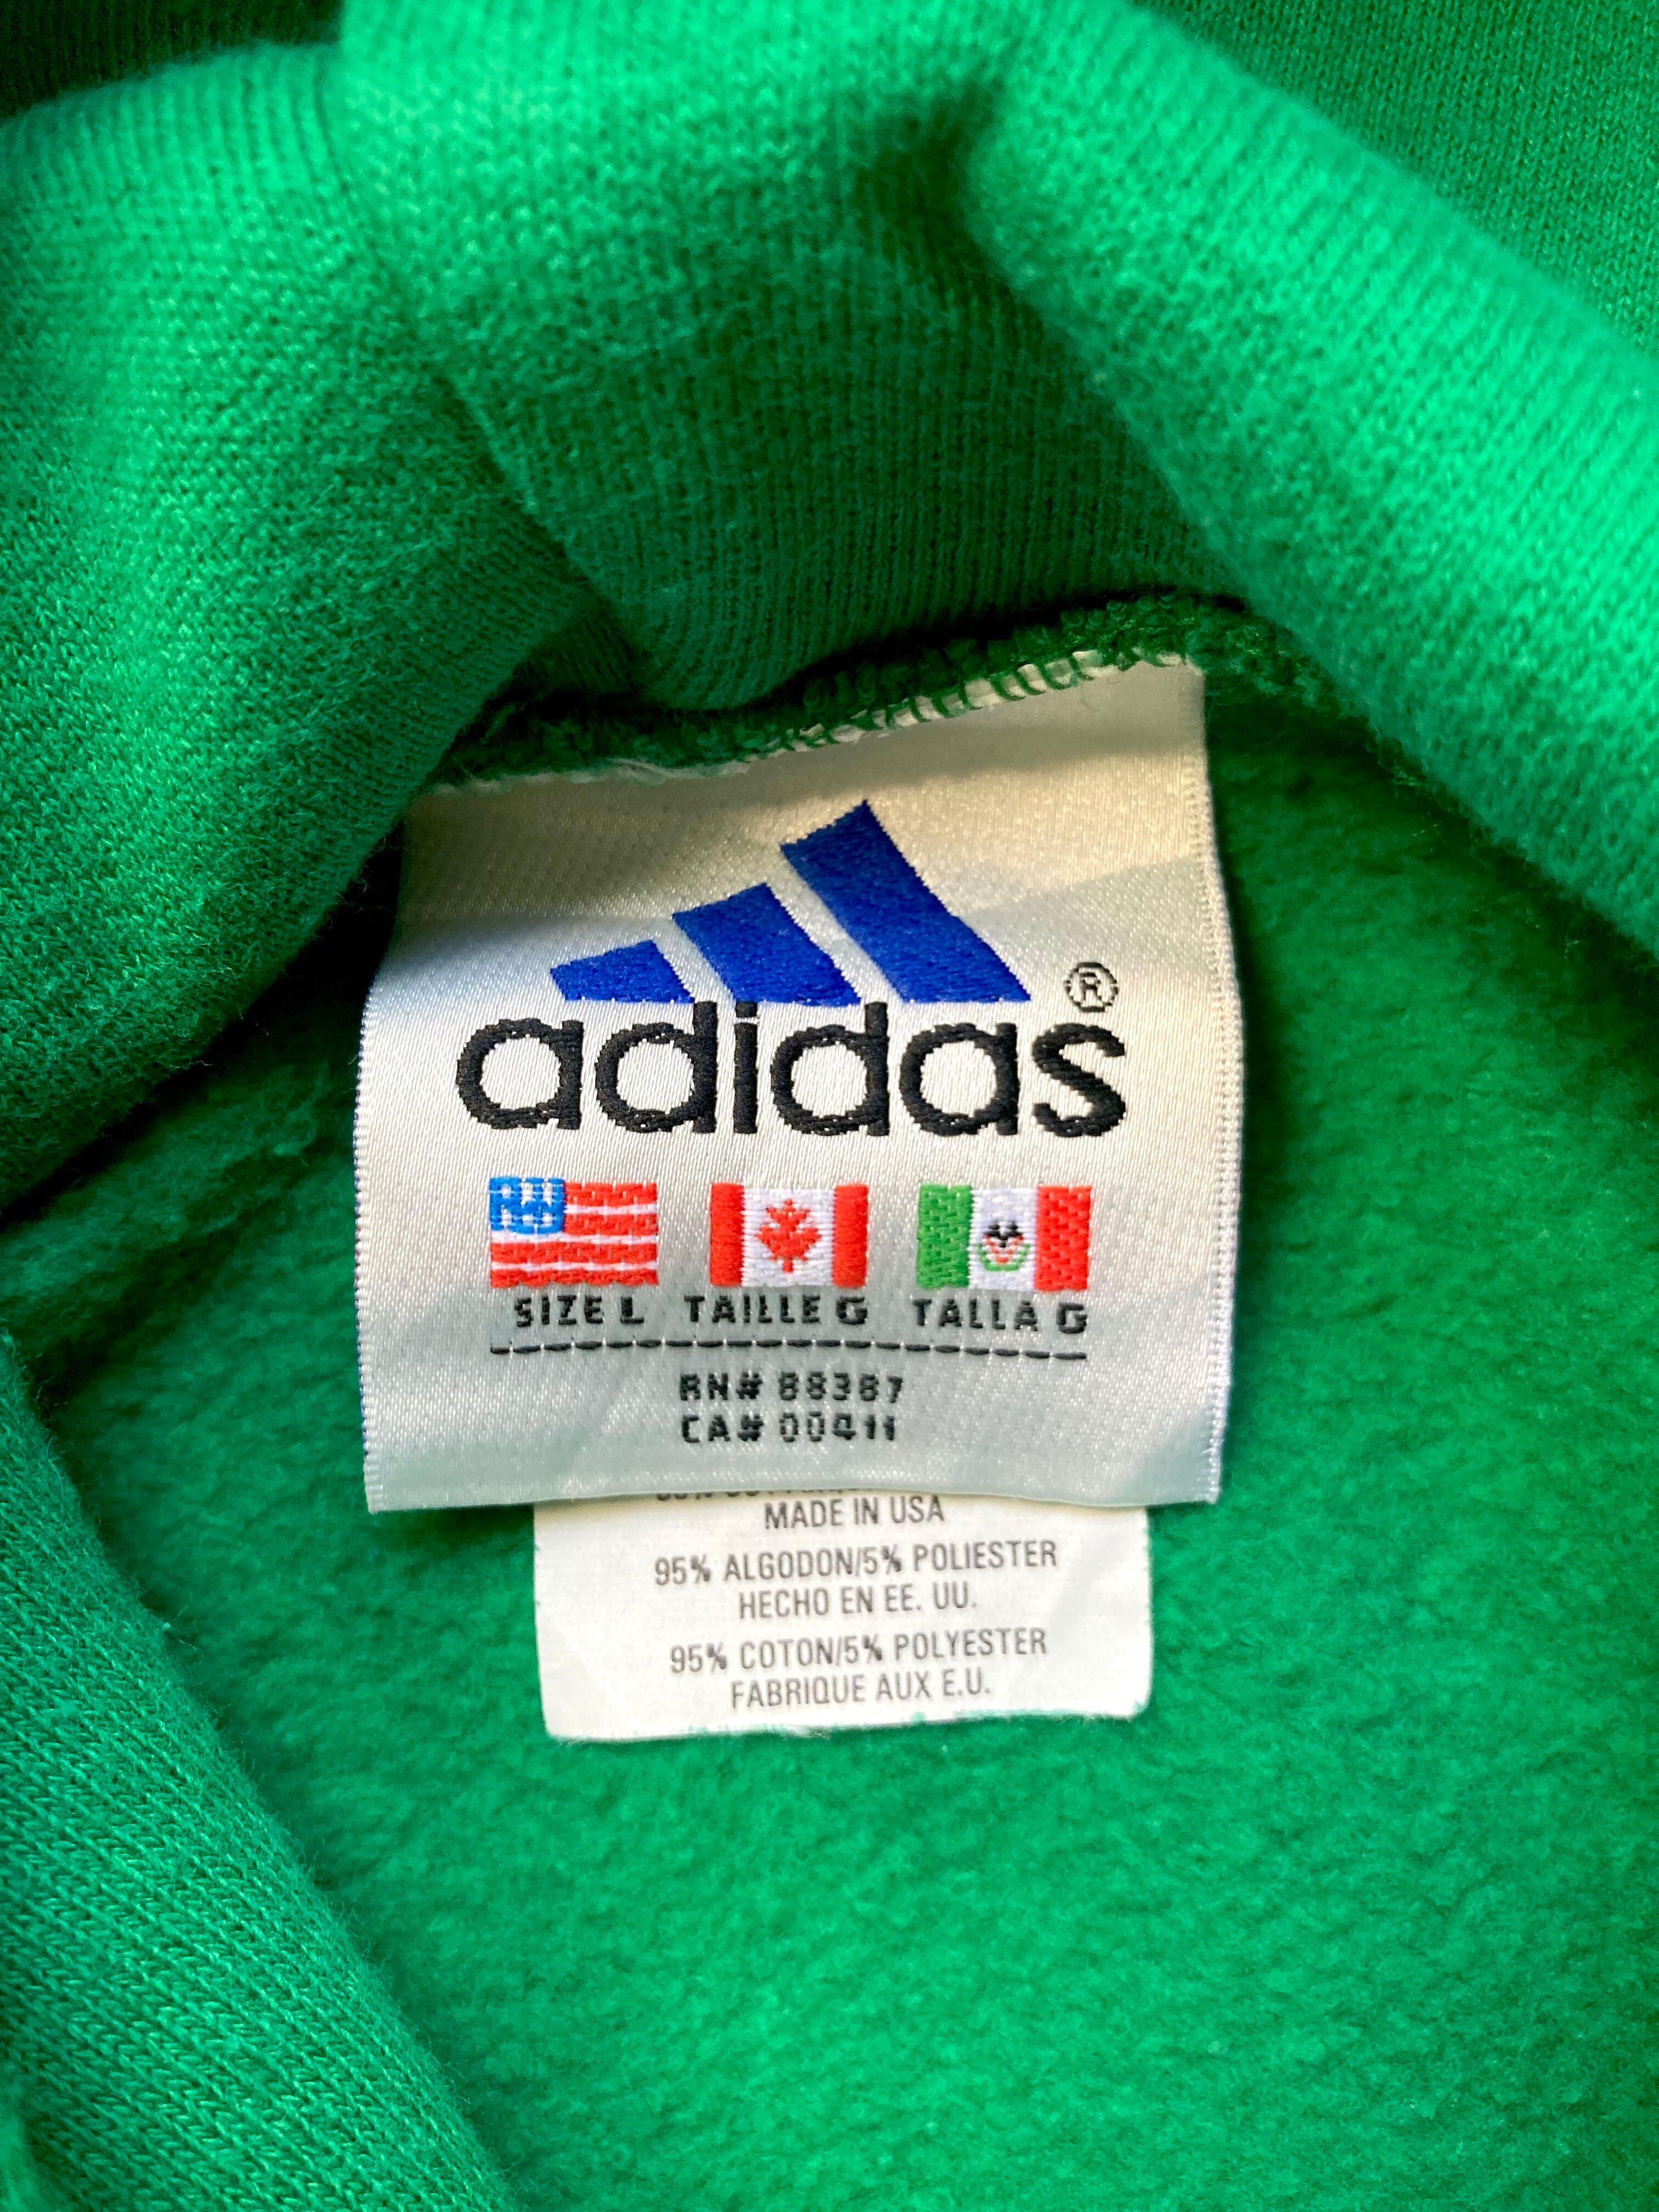 adidas®
SIZE L TAILLE G TALLA G
RN# 88387
CA# 00411
MADE IN USA
95% ALGODON/5% POLIESTER
HECHO EN EE. UU.
95% COTON/5% POLYESTER
FABRIQUE AUX E.U.